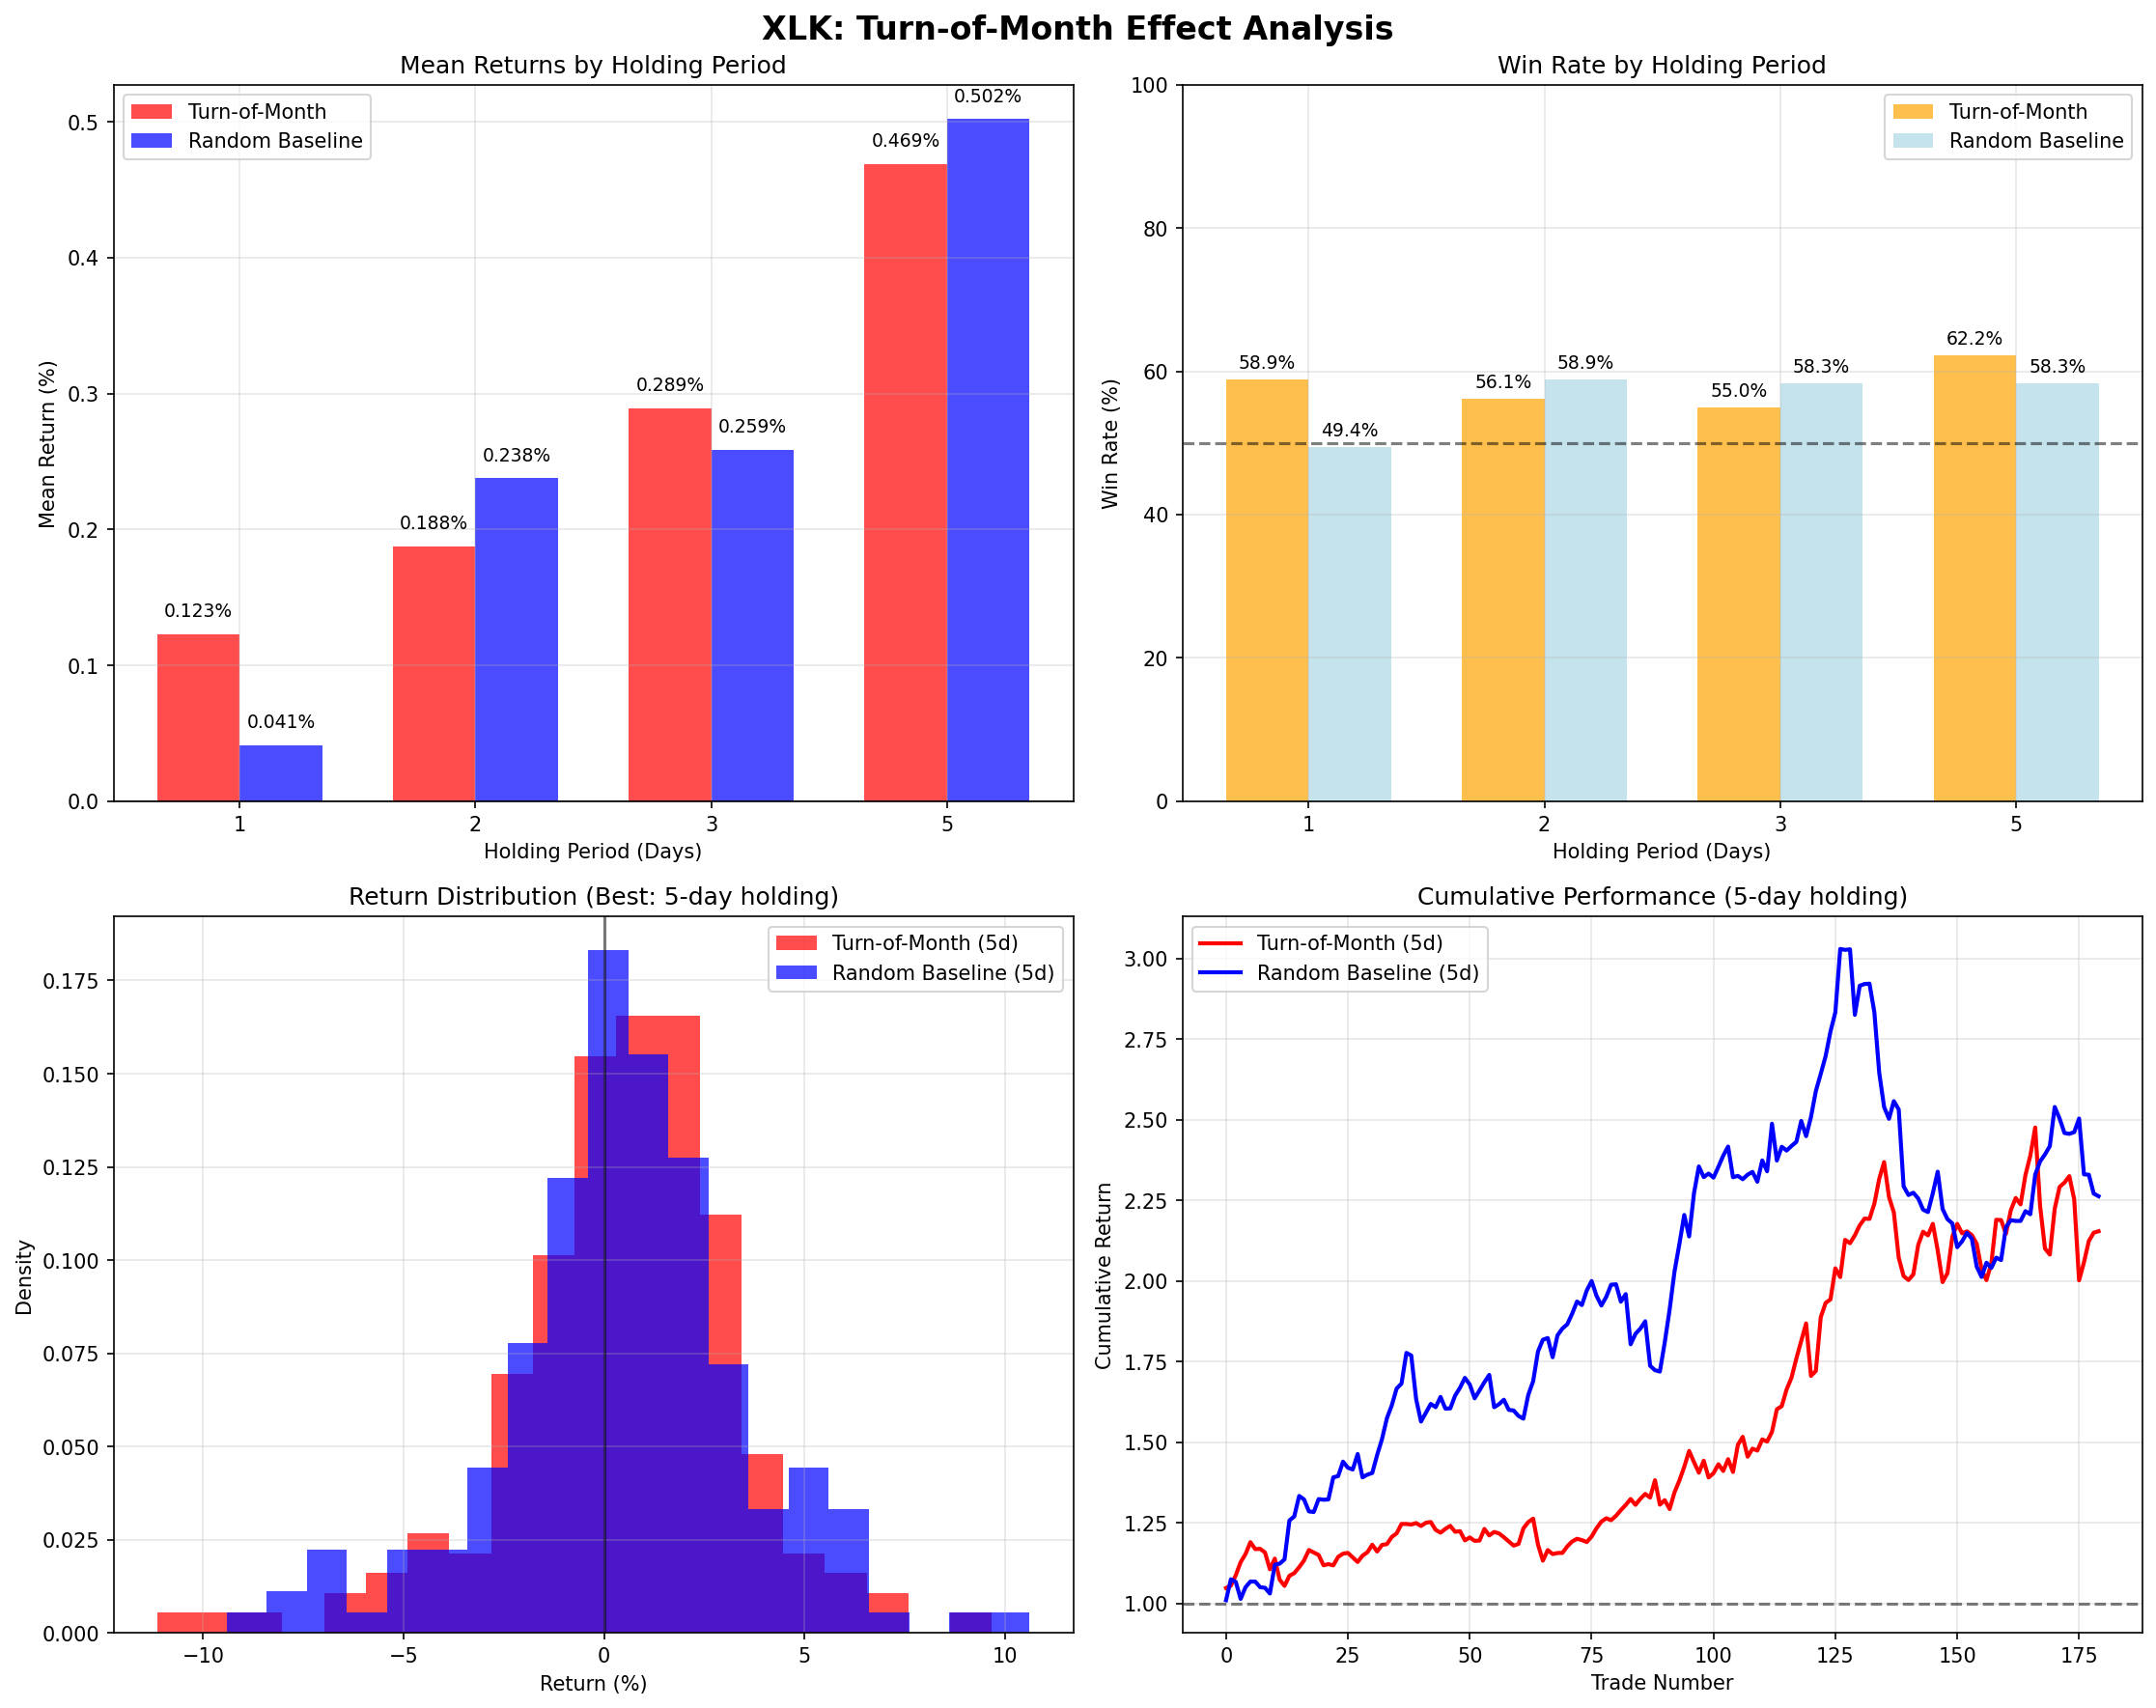 XLK: Turn-of-Month Effect Analysis
Mean Returns by Holding Period
Turn-of-Month
Random Baseline
0.123%
0.041%
0.188%
0.238%
0.289%
0.259%
0.469%
0.502%
0.5
0.4
0.3
0.2
0.1
0.0
Mean Return (%)
1 2 3 5
Holding Period (Days)
Win Rate by Holding Period
Turn-of-Month
Random Baseline
58.9%
49.4%
56.1%
58.9%
55.0%
58.3%
62.2%
58.3%
100
80
60
40
20
0
Win Rate (%)
1 2 3 5
Holding Period (Days)
Return Distribution (Best: 5-day holding)
Turn-of-Month (5d)
Random Baseline (5d)
0.175
0.150
0.125
0.100
0.075
0.050
0.025
0.000
Density
−10 −5 0 5 10
Return (%)
Cumulative Performance (5-day holding)
Turn-of-Month (5d)
Random Baseline (5d)
3.00
2.75
2.50
2.25
2.00
1.75
1.50
1.25
1.00
Cumulative Return
0 25 50 75 100 125 150 175
Trade Number